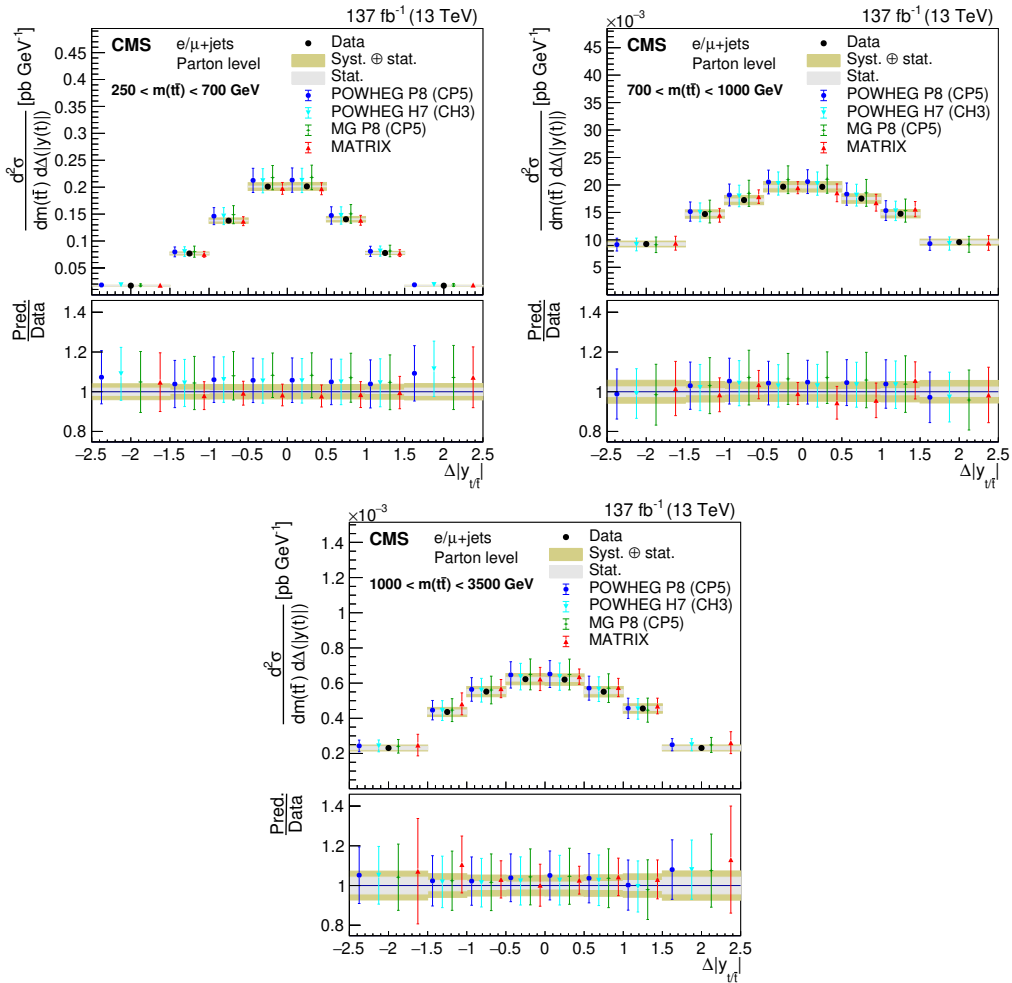 137 fb⁻¹ (13 TeV)
CMS e/μ+jets
Parton level
250 < m(tt̄) < 700 GeV
Data
Syst. ⊕ stat.
Stat.
POWHEG P8 (CP5)
POWHEG H7 (CH3)
MG P8 (CP5)
MATRIX
d²σ / dm(tt̄) dΔ(|y(t)|) [pb GeV⁻¹]
0.45
0.4
0.35
0.3
0.25
0.2
0.15
0.1
0.05
Pred. / Data
1.4
1.2
1
0.8
−2.5 −2 −1.5 −1 −0.5 0 0.5 1 1.5 2 2.5
Δ|y_t/t̄|
×10⁻³ 137 fb⁻¹ (13 TeV)
CMS e/μ+jets
Parton level
700 < m(tt̄) < 1000 GeV
Data
Syst. ⊕ stat.
Stat.
POWHEG P8 (CP5)
POWHEG H7 (CH3)
MG P8 (CP5)
MATRIX
d²σ / dm(tt̄) dΔ(|y(t)|) [pb GeV⁻¹]
45
40
35
30
25
20
15
10
5
0
Pred. / Data
1.4
1.2
1
0.8
−2.5 −2 −1.5 −1 −0.5 0 0.5 1 1.5 2 2.5
Δ|y_t/t̄|
×10⁻³ 137 fb⁻¹ (13 TeV)
CMS e/μ+jets
Parton level
1000 < m(tt̄) < 3500 GeV
Data
Syst. ⊕ stat.
Stat.
POWHEG P8 (CP5)
POWHEG H7 (CH3)
MG P8 (CP5)
MATRIX
d²σ / dm(tt̄) dΔ(|y(t)|) [pb GeV⁻¹]
1.4
1.2
1
0.8
0.6
0.4
0.2
Pred. / Data
1.4
1.2
1
0.8
−2.5 −2 −1.5 −1 −0.5 0 0.5 1 1.5 2 2.5
Δ|y_t/t̄|